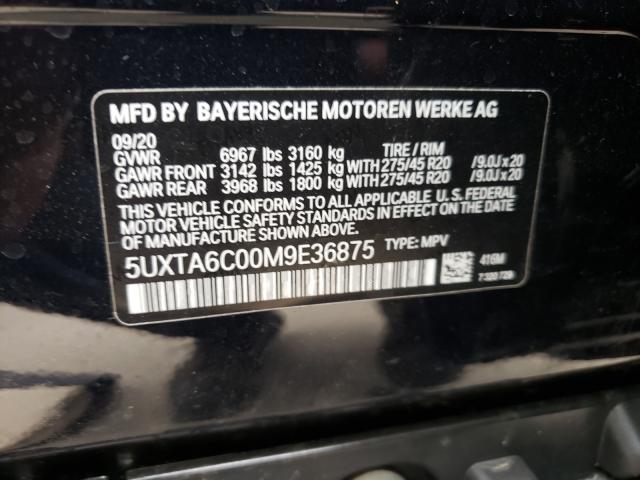 MFD BY BAYERISCHE MOTOREN WERKE AG
09/20
GVWR 6967 lbs 3160 kg TIRE / RIM
GAWR FRONT 3142 lbs 1425 kg WITH 275/45 R20 /9.0J x 20
GAWR REAR 3968 lbs 1800 kg WITH 275/45 R20 /9.0J x 20
THIS VEHICLE CONFORMS TO ALL APPLICABLE U.S. FEDERAL
MOTOR VEHICLE SAFETY STANDARDS IN EFFECT ON THE
DATE OF MANUFACTURE SHOWN ABOVE.
5UXTA6C00M9E36875 TYPE: MPV
416M